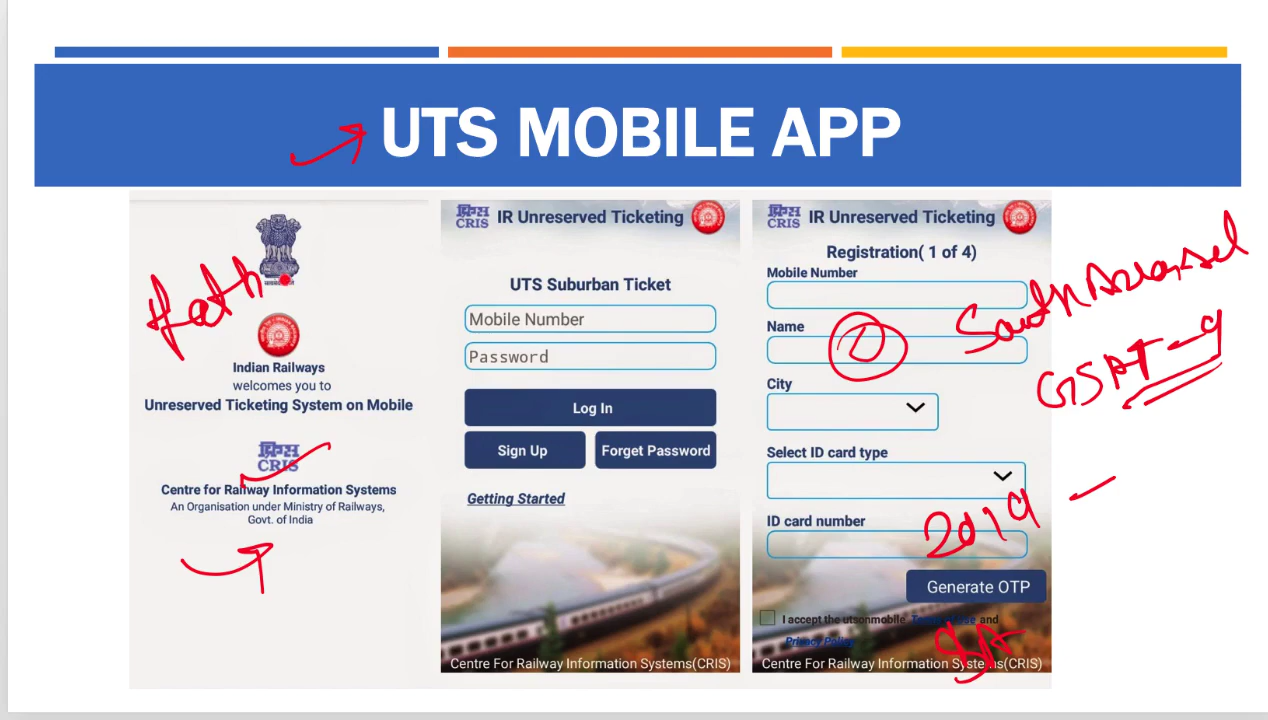 UTS MOBILE APP
Indian Railways
welcomes you to
Unreserved Ticketing System on Mobile
क्रिस
CRIS
Centre for Railway Information Systems
An Organisation under Ministry of Railways,
Govt. of India
क्रिस
CRIS
IR Unreserved Ticketing
UTS Suburban Ticket
Mobile Number
Password
Log In
Sign Up
Forget Password
Getting Started
Centre For Railway Information Systems(CRIS)
क्रिस
CRIS
IR Unreserved Ticketing
Registration( 1 of 4)
Mobile Number
Name
City
Select ID card type
ID card number
Generate OTP
I accept the utsonmobile and
Privacy Policy
Centre For Railway Information Systems(CRIS)
South
GSAT-9
2019